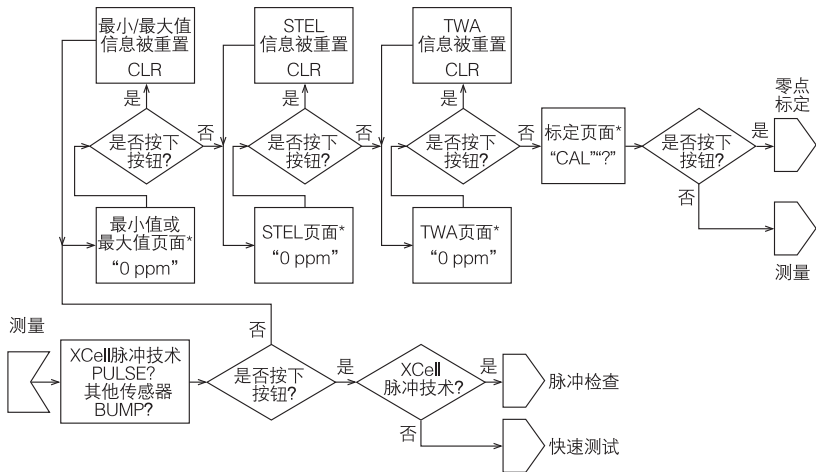 最小/最大值
信息被重置
CLR
STEL
信息被重置
CLR
TWA
信息被重置
CLR
是
是
是
零点
标定
是否按下
按钮?
否
是否按下
按钮?
否
是否按下
按钮?
否
标定页面*
“CAL”“?”
是否按下
按钮?
是
否
最小值或
最大值页面*
“0 ppm”
STEL页面*
“0 ppm”
TWA页面*
“0 ppm”
测量
测量
XCell脉冲技术
PULSE?
其他传感器
BUMP?
否
是否按下
按钮?
是
XCell
脉冲技术?
是
脉冲检查
否
快速测试